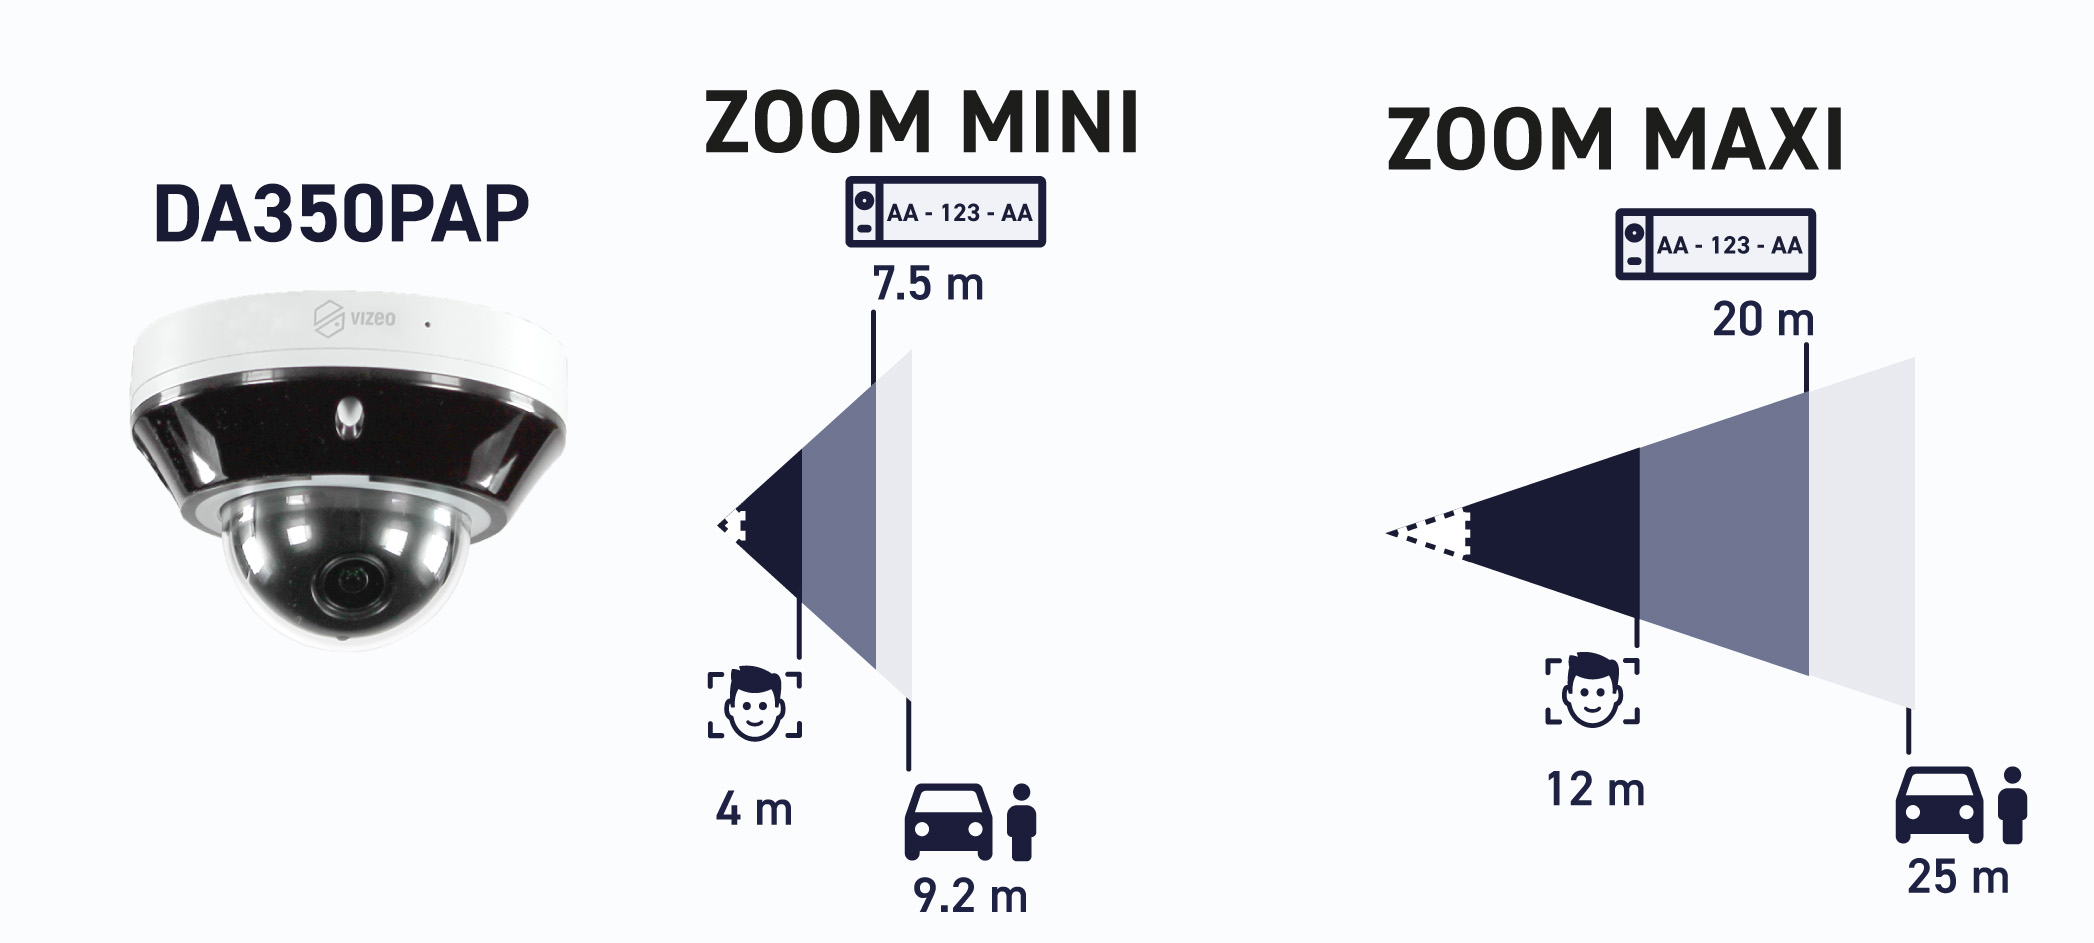 DA350PAP
VIZEO
ZOOM MINI
AA - 123 - AA
7.5 m
4 m
9.2 m
ZOOM MAXI
AA - 123 - AA
20 m
12 m
25 m